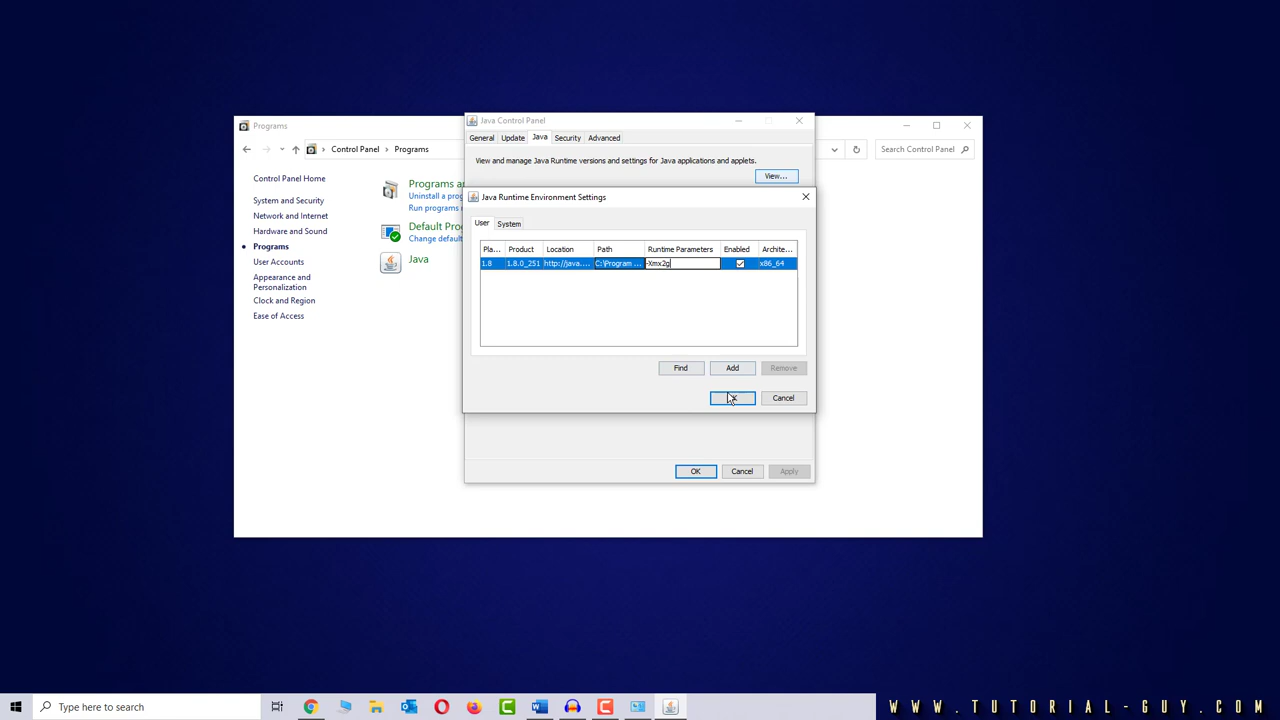 Programs
Control Panel
Programs
Search Control Panel
Control Panel Home
System and Security
Network and Internet
Hardware and Sound
Programs
User Accounts
Appearance and
Personalization
Clock and Region
Ease of Access
Programs a
Uninstall a prog
Run programs
Default Pro
Change default
Java
Java Control Panel
General
Update
Java
Security
Advanced
View and manage Java Runtime versions and settings for Java applications and applets.
View...
Java Runtime Environment Settings
User
System
Pla...
Product
Location
Path
Runtime Parameters
Enabled
Archite...
1.8
1.8.0_251
http://java....
C:\Program ...
-Xmx2g
x86_64
Find
Add
Remove
Cancel
OK
Cancel
Apply
Type here to search
WWW.TUTORIAL-GUY.COM